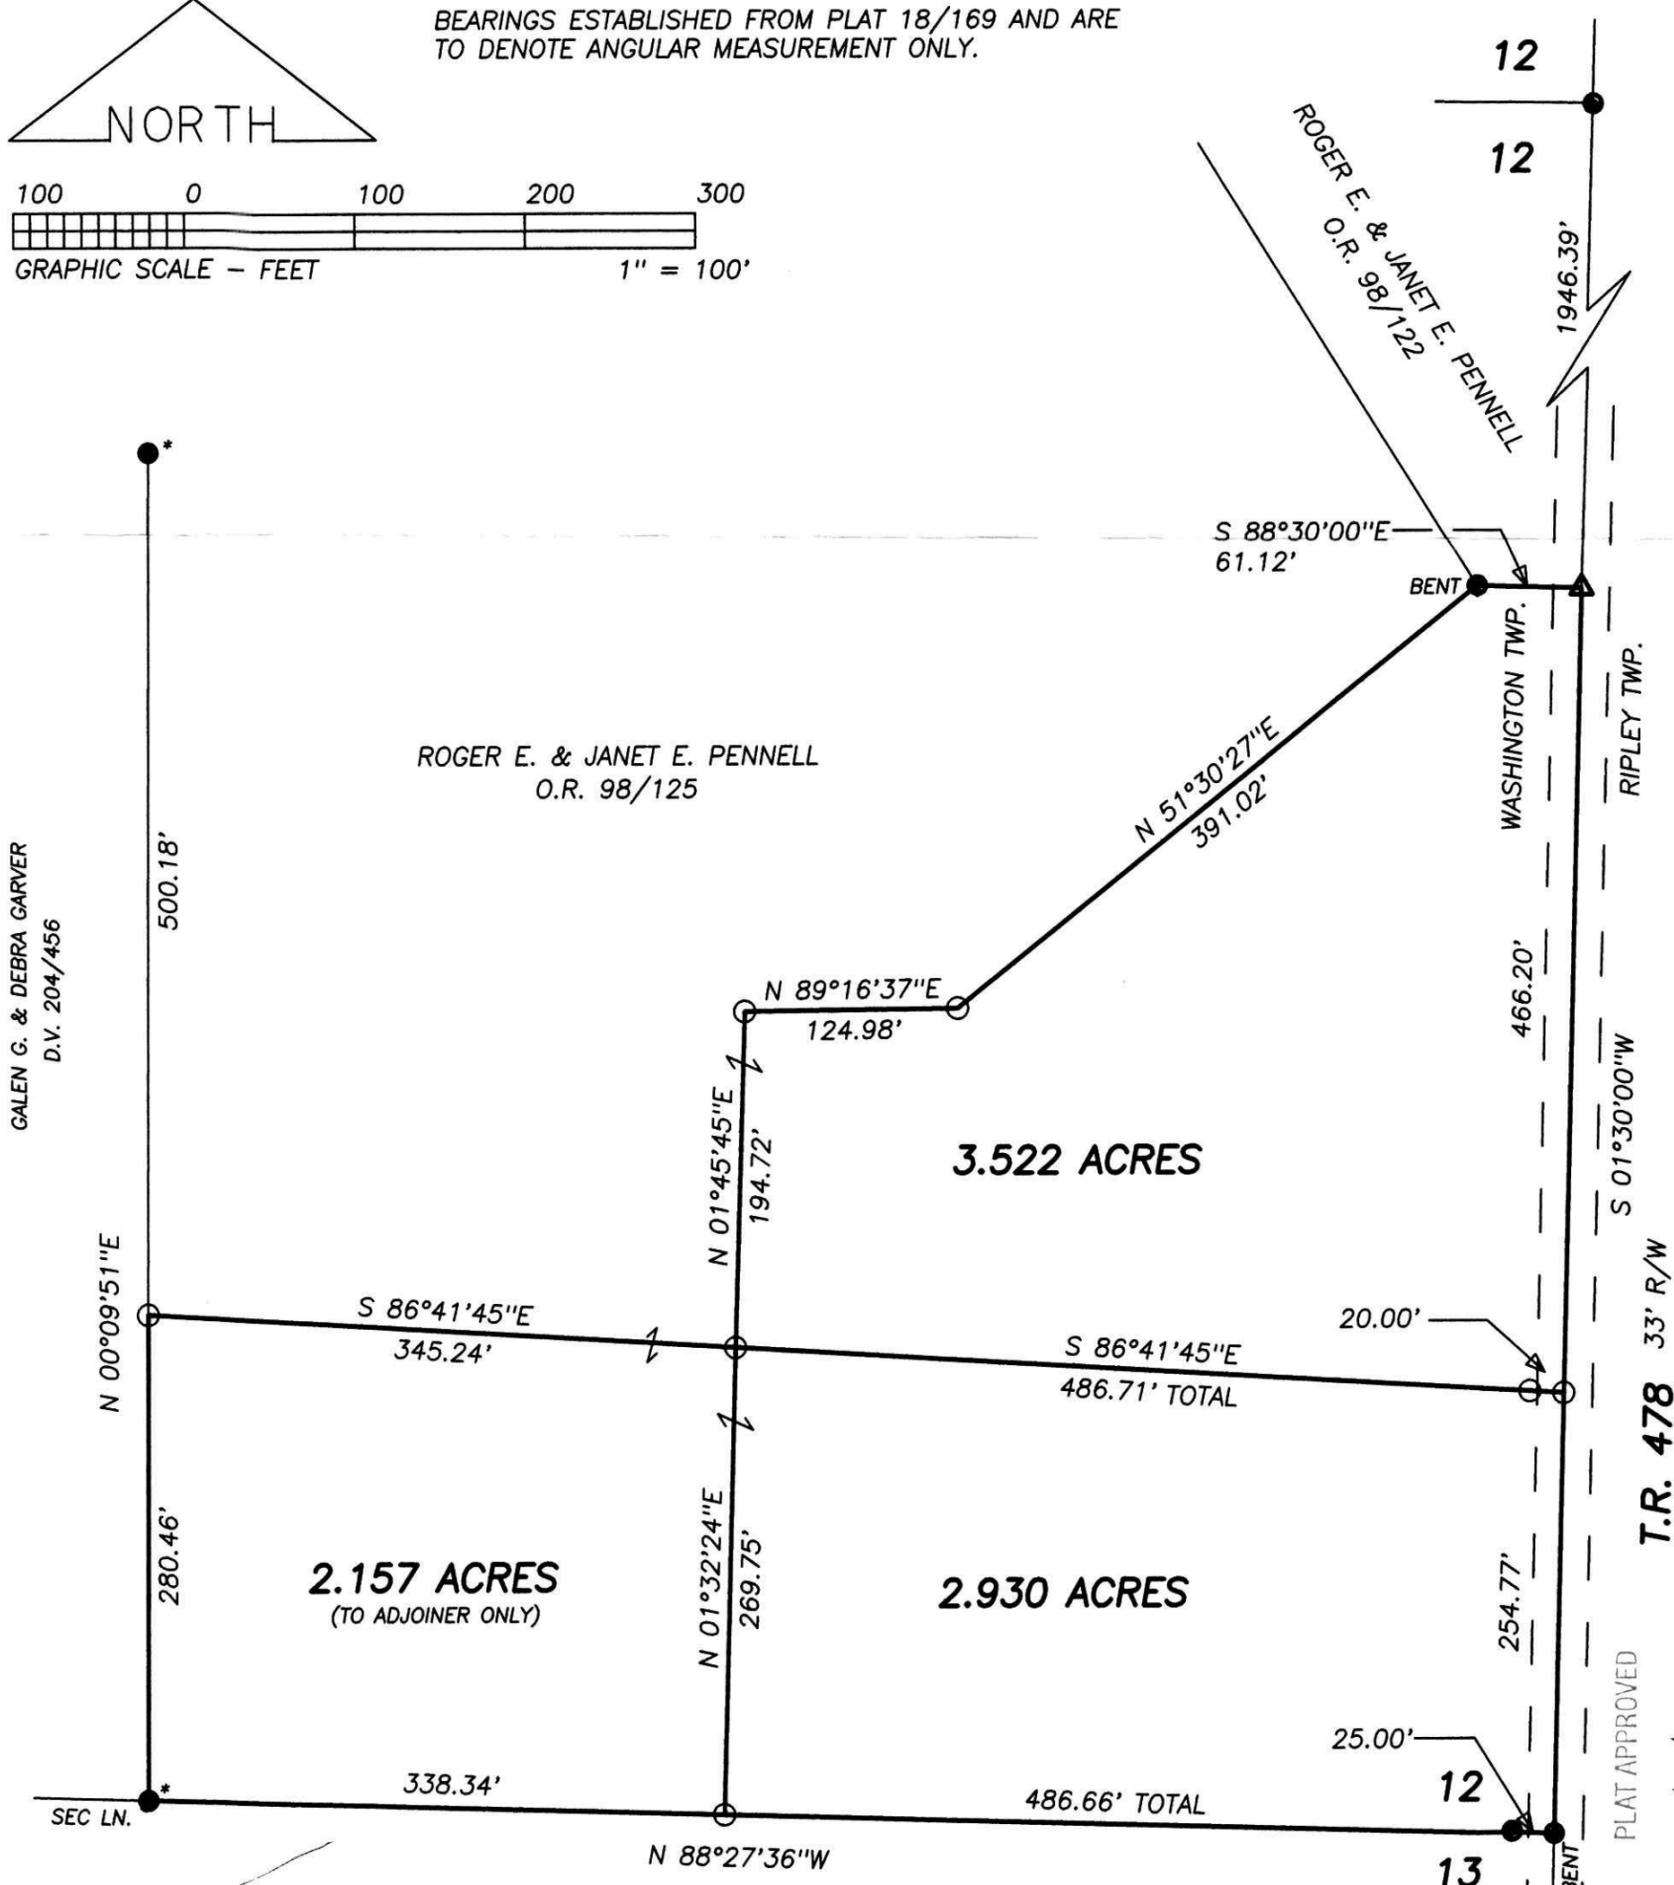 BEARINGS ESTABLISHED FROM PLAT 18/169 AND ARE
TO DENOTE ANGULAR MEASUREMENT ONLY.
NORTH
100 0 100 200 300
GRAPHIC SCALE – FEET 1" = 100'
12
12
ROGER E. & JANET E. PENNELL
O.R. 98/122
1946.39'
*
S 88°30'00"E
61.12'
BENT
WASHINGTON TWP.
RIPLEY TWP.
ROGER E. & JANET E. PENNELL
O.R. 98/125
N 51°30'27"E
391.02'
GALEN G. & DEBRA GARVER
D.V. 204/456
500.18'
N 89°16'37"E
124.98'
466.20'
S 01°30'00"W
N 01°45'45"E
194.72'
3.522 ACRES
N 00°09'51"E
S 86°41'45"E
345.24'
S 86°41'45"E
486.71' TOTAL
20.00'
33' R/W
T.R. 478
280.46'
2.157 ACRES
(TO ADJOINER ONLY)
N 01°32'24"E
269.75'
2.930 ACRES
254.77'
PLAT APPROVED
25.00'
*
SEC LN.
338.34'
486.66' TOTAL
12
N 88°27'36"W
13
BENT